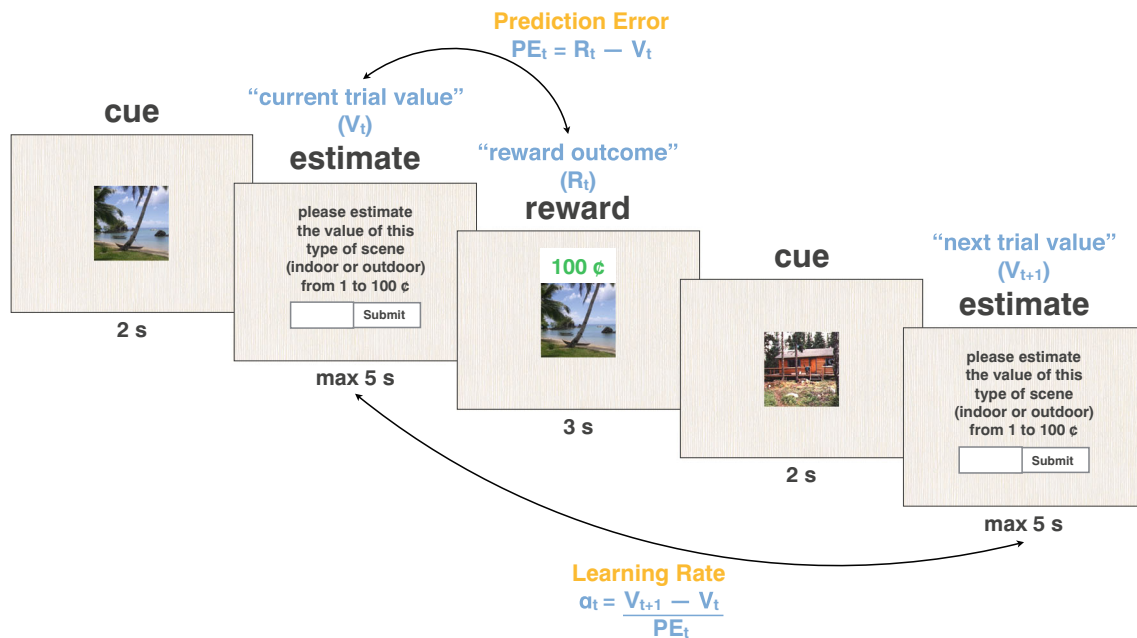 Prediction Error
PEt = Rt — Vt
“current trial value”
(Vt)
cue
estimate
“reward outcome”
(Rt)
reward
please estimate
the value of this
type of scene
(indoor or outdoor)
from 1 to 100 ¢
Submit
100 ¢
cue
“next trial value”
(Vt+1)
estimate
please estimate
the value of this
type of scene
(indoor or outdoor)
from 1 to 100 ¢
Submit
2 s
max 5 s
3 s
2 s
max 5 s
Learning Rate
αt = Vt+1 — Vt
PEt